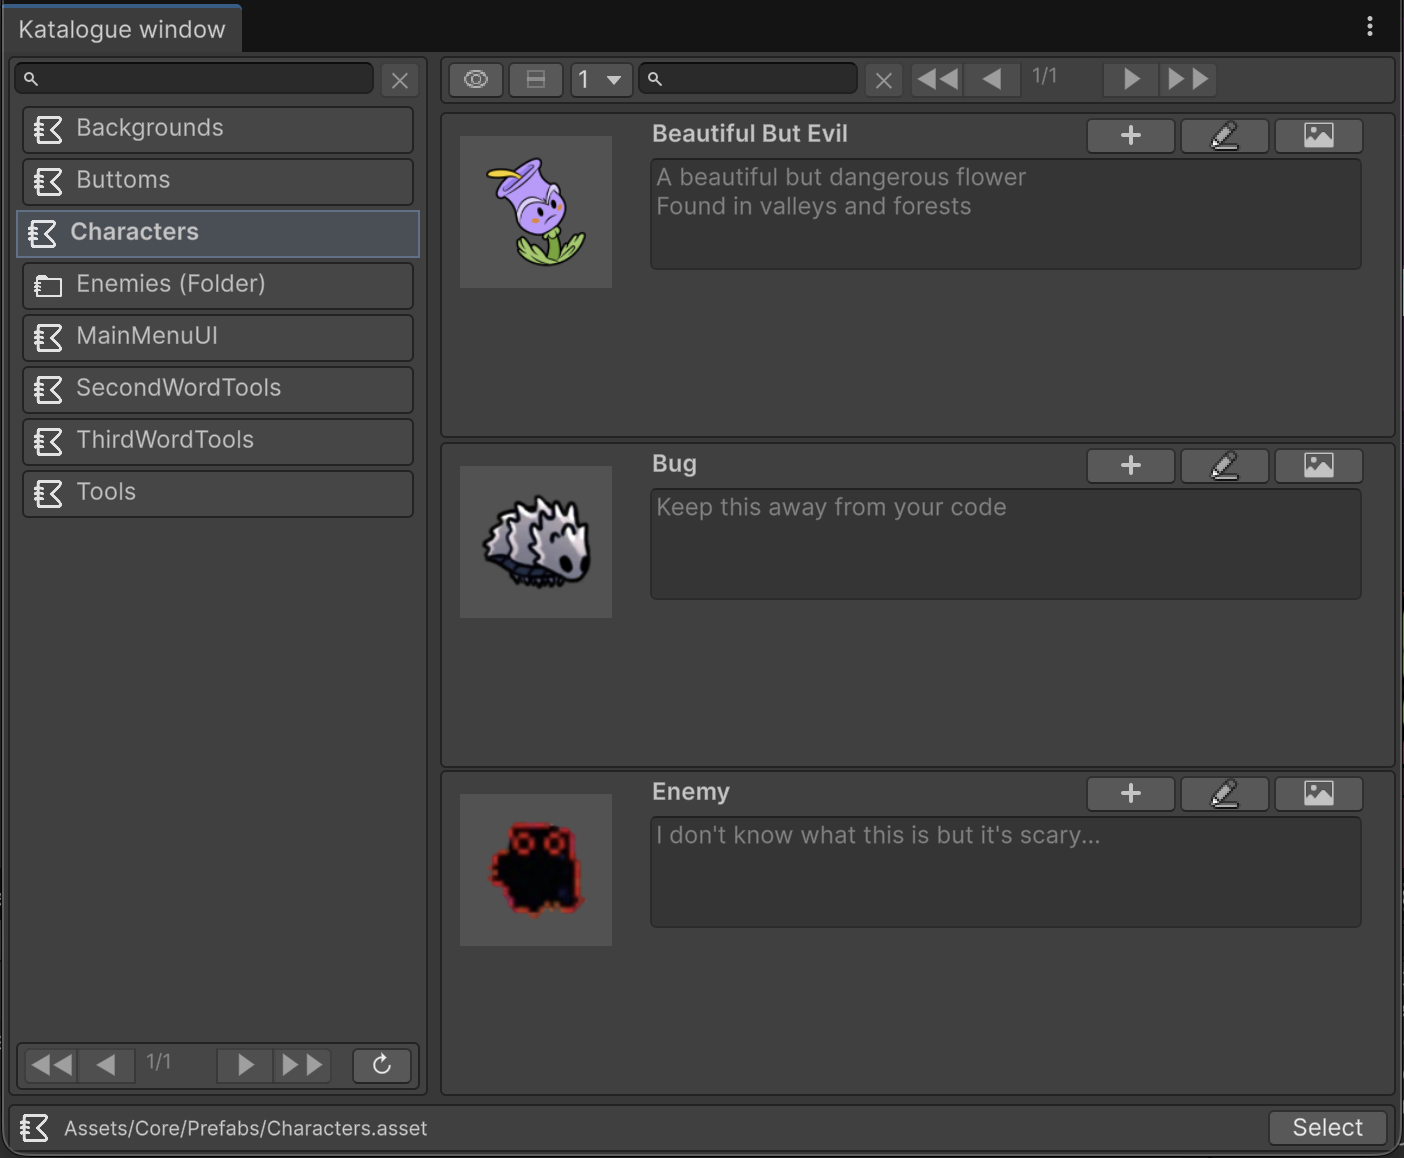 Katalogue window
Backgrounds
Buttoms
Characters
Enemies (Folder)
MainMenuUI
SecondWordTools
ThirdWordTools
Tools
1/1
1
1/1
Beautiful But Evil
A beautiful but dangerous flower
Found in valleys and forests
Bug
Keep this away from your code
Enemy
I don't know what this is but it's scary...
Assets/Core/Prefabs/Characters.asset
Select